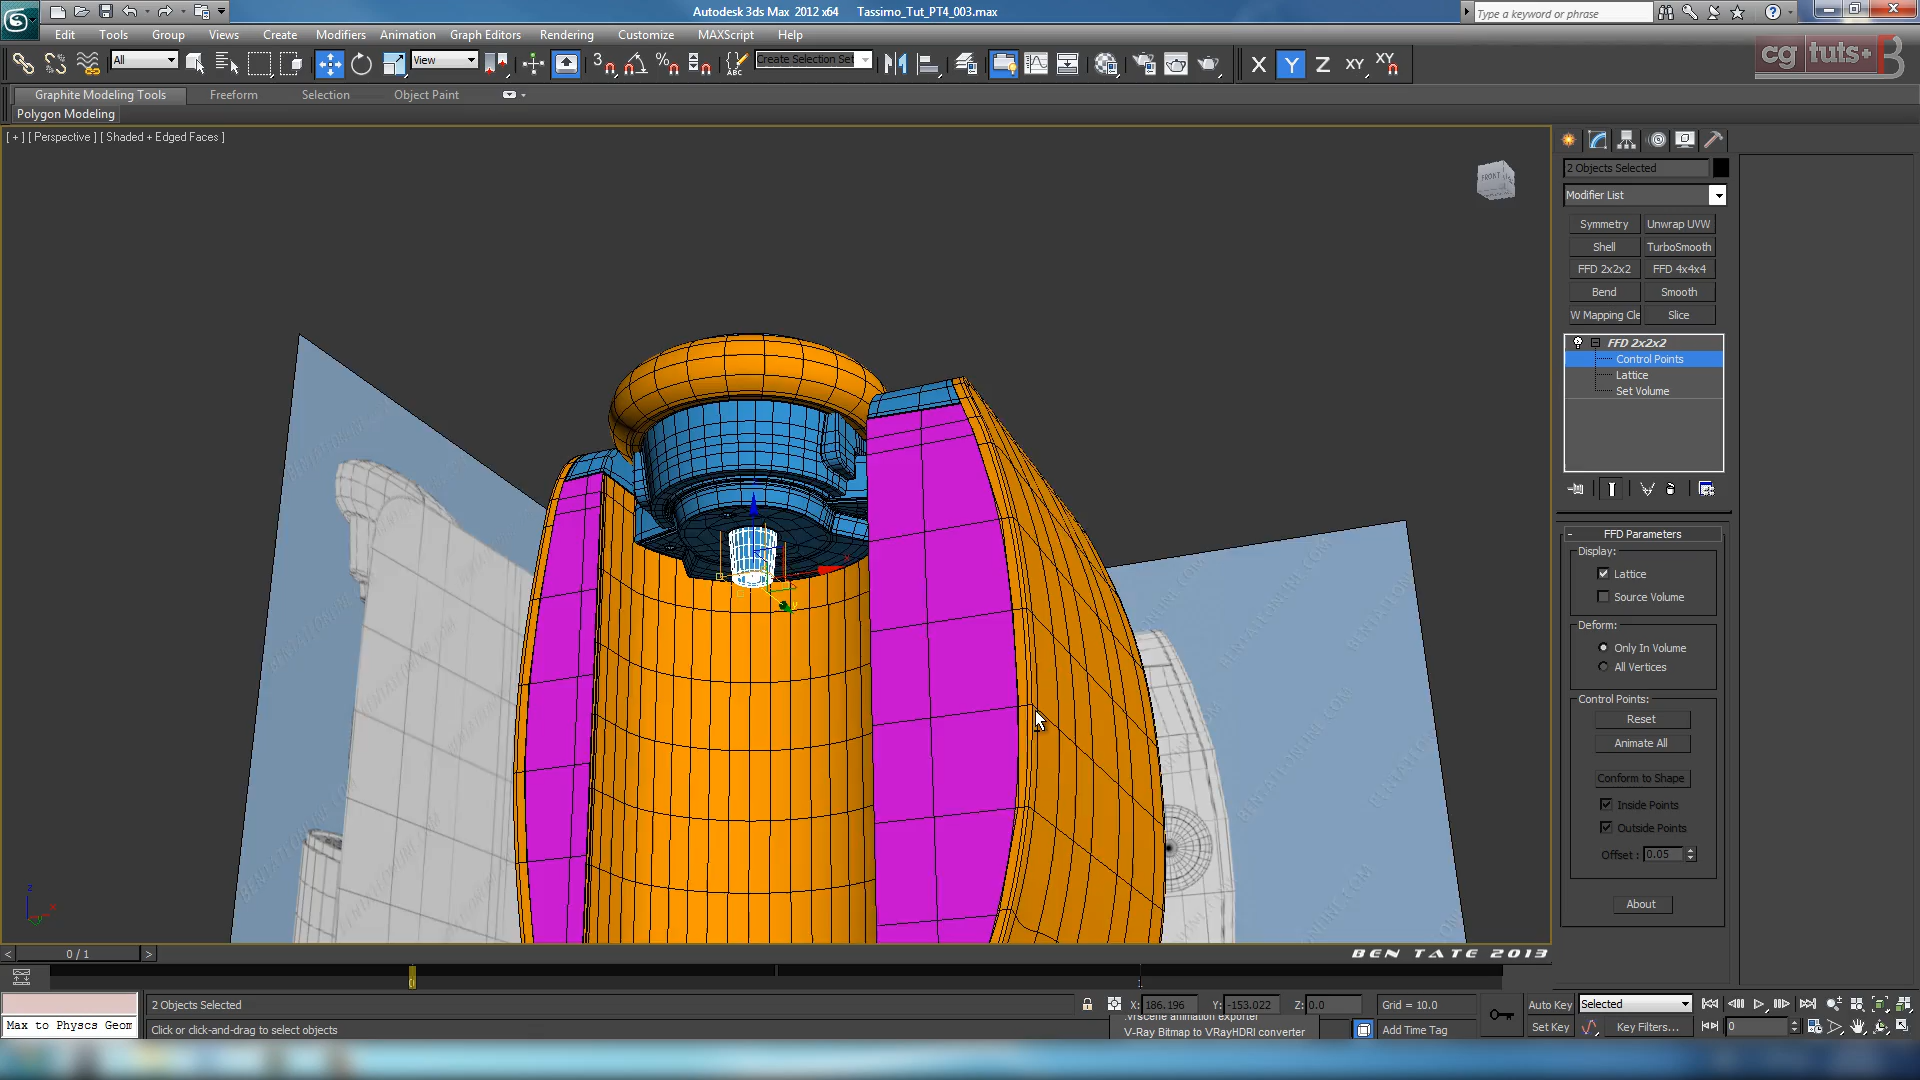 Autodesk 3ds Max 2012 x64 Tassimo_Tut_PT4_003.max
Type a keyword or phrase
Edit Tools Group Views Create Modifiers Animation Graph Editors Rendering Customize MAXScript Help
All View Create Selection Set X Y Z XY XY
cg tuts+
Graphite Modeling Tools Freeform Selection Object Paint
Polygon Modeling
[ + ] [ Perspective ] [ Shaded + Edged Faces ]
FRONT
2 Objects Selected
Modifier List
Symmetry Unwrap UVW
Shell TurboSmooth
FFD 2x2x2 FFD 4x4x4
Bend Smooth
W Mapping Cle Slice
FFD 2x2x2
Control Points
Lattice
Set Volume
- FFD Parameters
Display:
Lattice
Source Volume
Deform:
Only In Volume
All Vertices
Control Points:
Reset
Animate All
Conform to Shape
Inside Points
Outside Points
Offset : 0.05
About
< 0 / 1 >
BEN TATE 2013
0 1
2 Objects Selected X: 186.196 Y: -153.022 Z: 0.0 Grid = 10.0 Auto Key Selected
Max to Physcs Geom Click or click-and-drag to select objects
.vrscene animation exporter
V-Ray Bitmap to VRayHDRI converter Add Time Tag Set Key Key Filters... 0